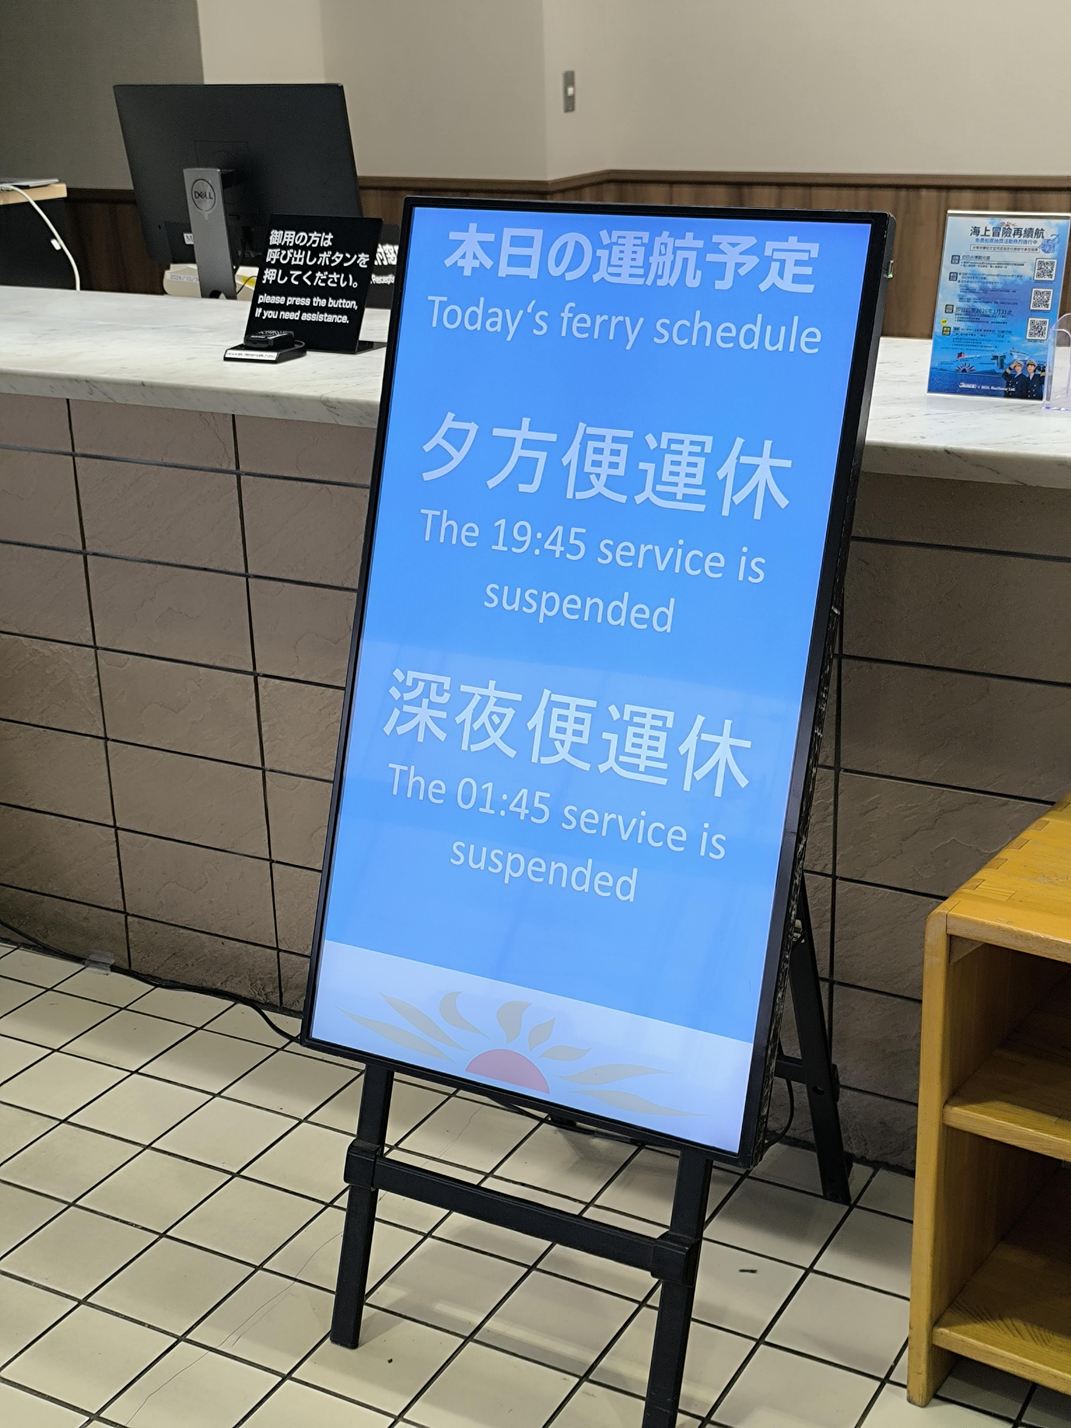 御用の方は
呼び出しボタンを
押してください。
please press the button,
if you need assistance.
DELL
本日の運航予定
Today's ferry schedule
夕方便運休
The 19:45 service is
suspended
深夜便運休
The 01:45 service is
suspended
海上冒險再續航